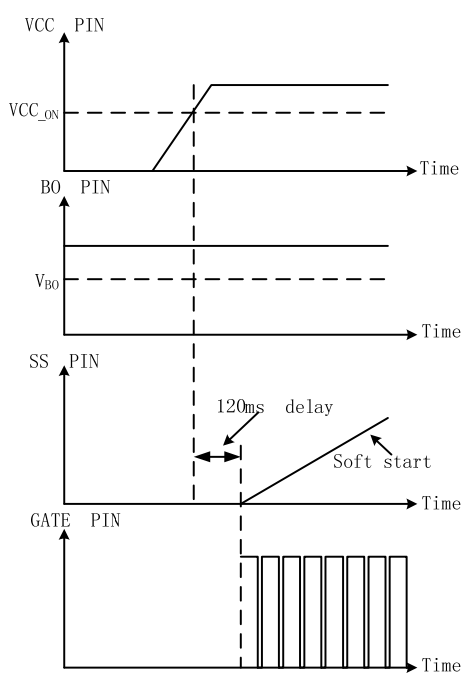 VCC PIN
VCC_ON
Time
BO PIN
VBO
Time
SS PIN
120ms delay
Soft start
Time
GATE PIN
Time